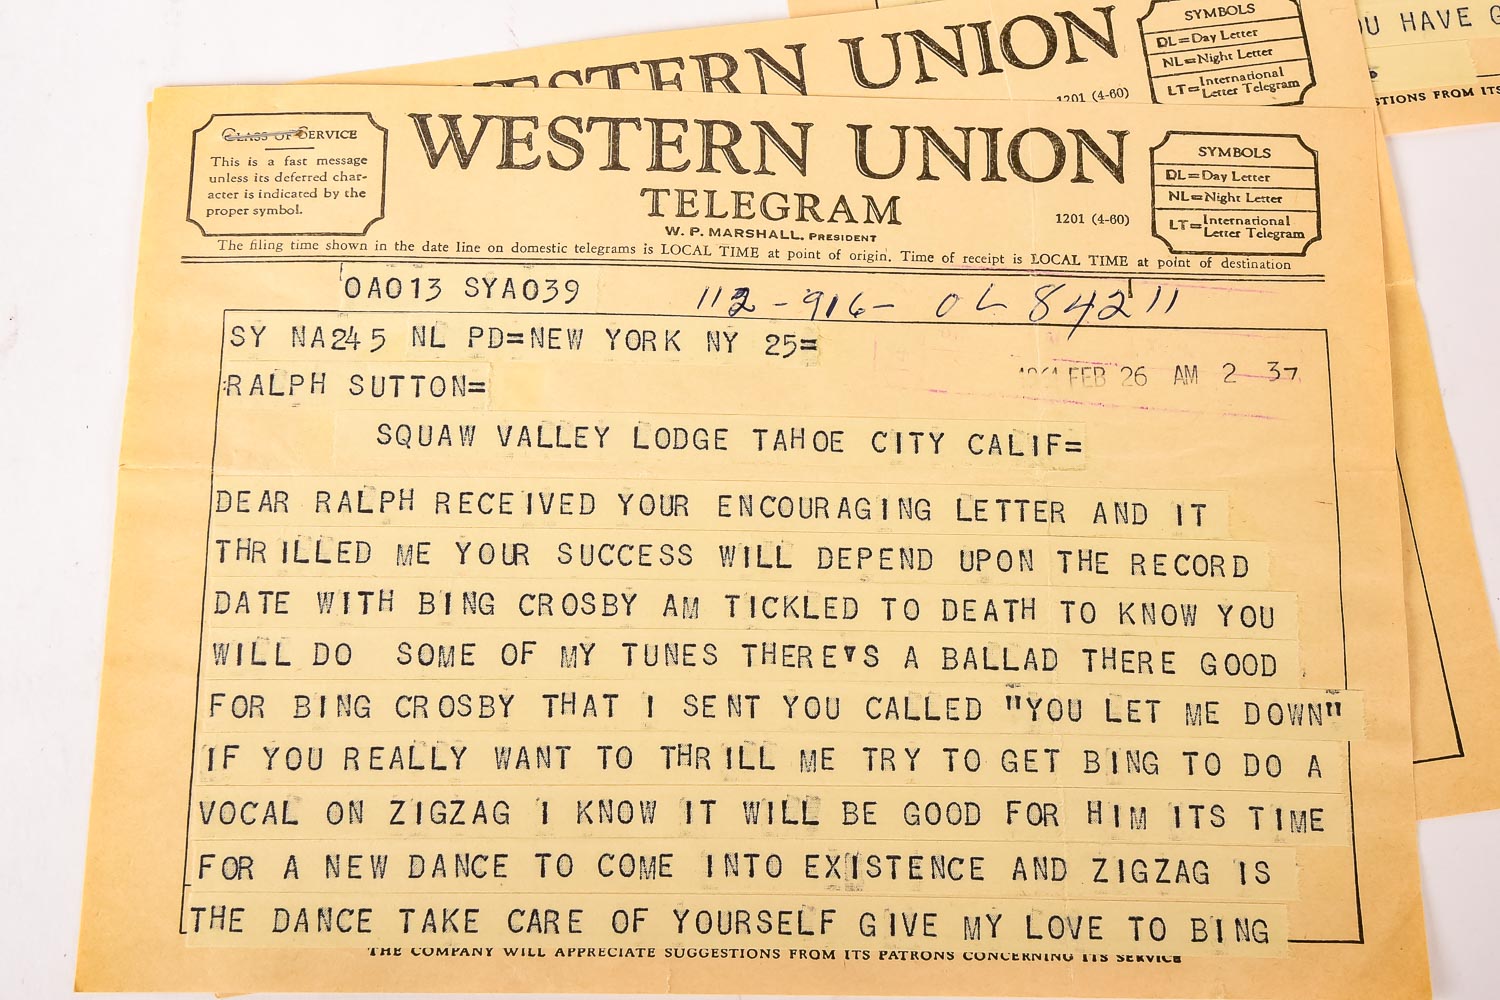 OU HAVE G
STIONS FROM ITS
WESTERN UNION
1201 (4-60)
SYMBOLS
DL=Day Letter
NL=Night Letter
LT=International Letter Telegram
CLASS OF SERVICE
This is a fast message
unless its deferred char-
acter is indicated by the
proper symbol.
WESTERN UNION
TELEGRAM
W. P. MARSHALL, PRESIDENT
1201 (4-60)
SYMBOLS
DL=Day Letter
NL=Night Letter
LT=International Letter Telegram
The filing time shown in the date line on domestic telegrams is LOCAL TIME at point of origin. Time of receipt is LOCAL TIME at point of destination
OA013 SYA039 112-916- OL 84211
SY NA245 NL PD=NEW YORK NY 25=
1961 FEB 26 AM 2 37
RALPH SUTTON=
SQUAW VALLEY LODGE TAHOE CITY CALIF=
DEAR RALPH RECEIVED YOUR ENCOURAGING LETTER AND IT
THRILLED ME YOUR SUCCESS WILL DEPEND UPON THE RECORD
DATE WITH BING CROSBY AM TICKLED TO DEATH TO KNOW YOU
WILL DO SOME OF MY TUNES THERE'S A BALLAD THERE GOOD
FOR BING CROSBY THAT I SENT YOU CALLED "YOU LET ME DOWN"
IF YOU REALLY WANT TO THRILL ME TRY TO GET BING TO DO A
VOCAL ON ZIGZAG I KNOW IT WILL BE GOOD FOR HIM ITS TIME
FOR A NEW DANCE TO COME INTO EXISTENCE AND ZIGZAG IS
THE DANCE TAKE CARE OF YOURSELF GIVE MY LOVE TO BING
THE COMPANY WILL APPRECIATE SUGGESTIONS FROM ITS PATRONS CONCERNING ITS SERVICE